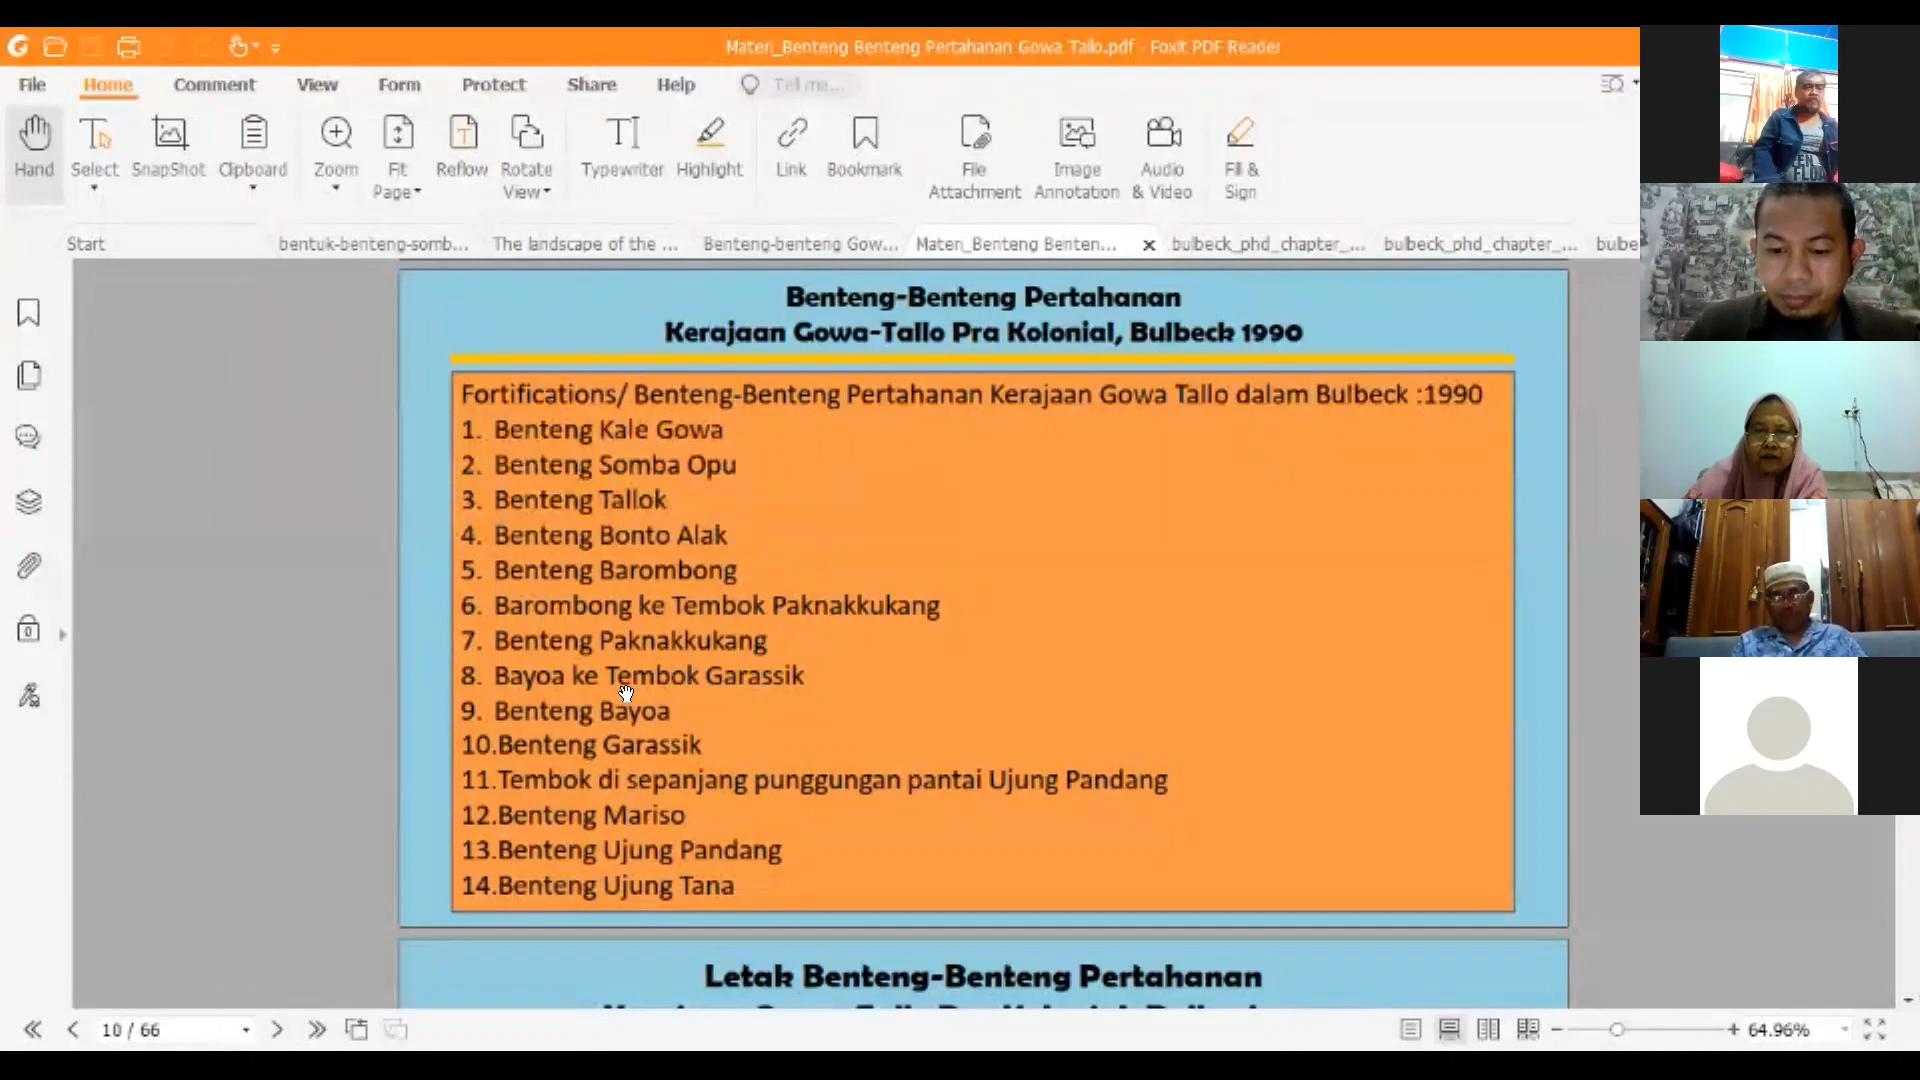 Materi_Benteng Benteng Pertahanan Gowa Tallo.pdf - Foxit PDF Reader
File Home Comment View Form Protect Share Help Tell me...
Hand Select SnapShot Clipboard Zoom Fit Page Reflow Rotate View Typewriter Highlight Link Bookmark File Attachment Image Annotation Audio & Video Fill & Sign
Start bentuk-benteng-somb... The landscape of the ... Benteng-benteng Gow... Materi_Benteng Benten... bulbeck_phd_chapter_... bulbeck_phd_chapter_... bulbe
Benteng-Benteng Pertahanan
Kerajaan Gowa-Tallo Pra Kolonial, Bulbeck 1990
Fortifications/ Benteng-Benteng Pertahanan Kerajaan Gowa Tallo dalam Bulbeck :1990
1. Benteng Kale Gowa
2. Benteng Somba Opu
3. Benteng Tallok
4. Benteng Bonto Alak
5. Benteng Barombong
6. Barombong ke Tembok Paknakkukang
7. Benteng Paknakkukang
8. Bayoa ke Tembok Garassik
9. Benteng Bayoa
10.Benteng Garassik
11.Tembok di sepanjang punggungan pantai Ujung Pandang
12.Benteng Mariso
13.Benteng Ujung Pandang
14.Benteng Ujung Tana
Letak Benteng-Benteng Pertahanan
10 / 66
64.96%